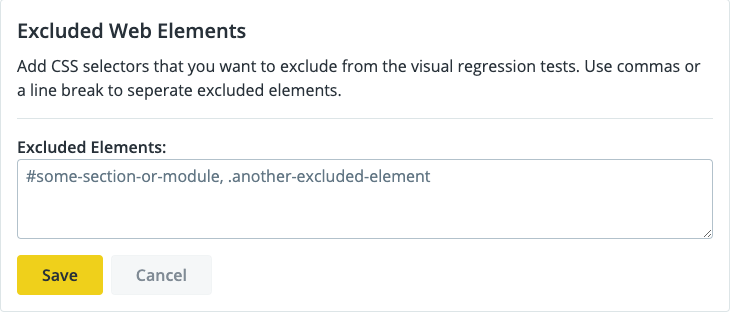 Excluded Web Elements
Add CSS selectors that you want to exclude from the visual regression tests. Use commas or
a line break to seperate excluded elements.
Excluded Elements:
#some-section-or-module, .another-excluded-element
Save
Cancel